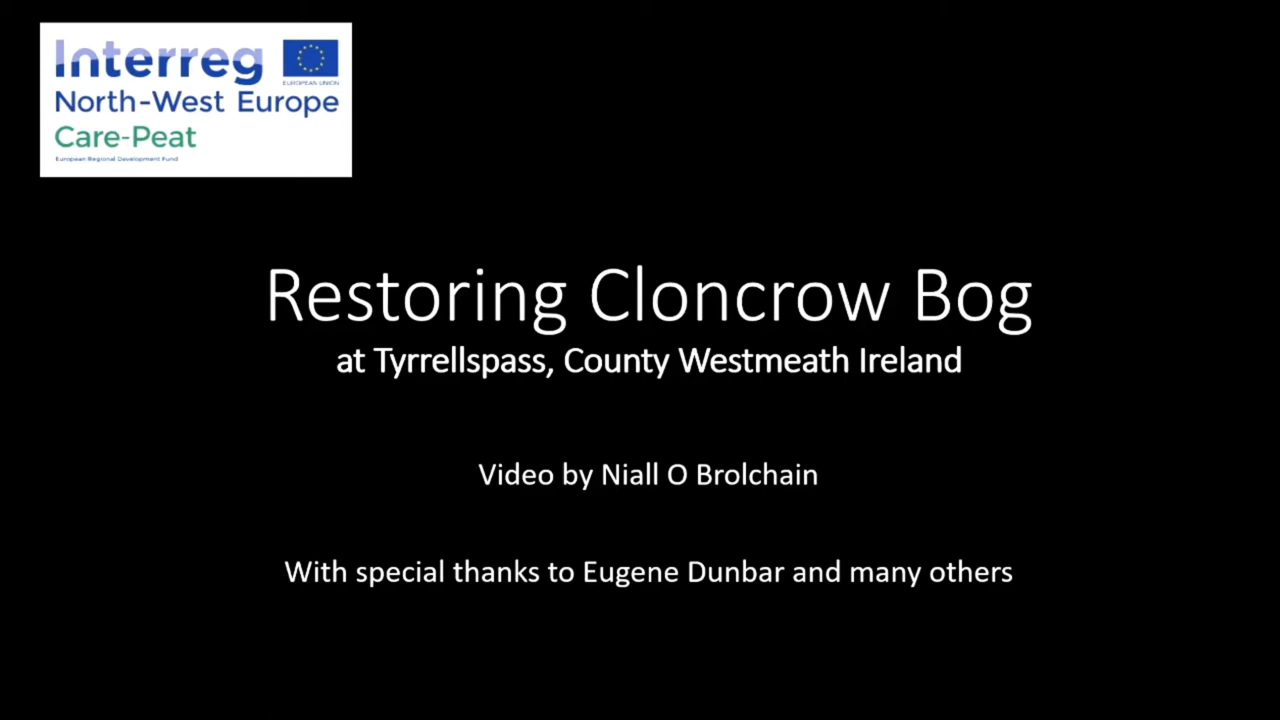 Interreg
EUROPEAN UNION
North-West Europe
Care-Peat
European Regional Development Fund
Restoring Cloncrow Bog
at Tyrrellspass, County Westmeath Ireland
Video by Niall O Brolchain
With special thanks to Eugene Dunbar and many others